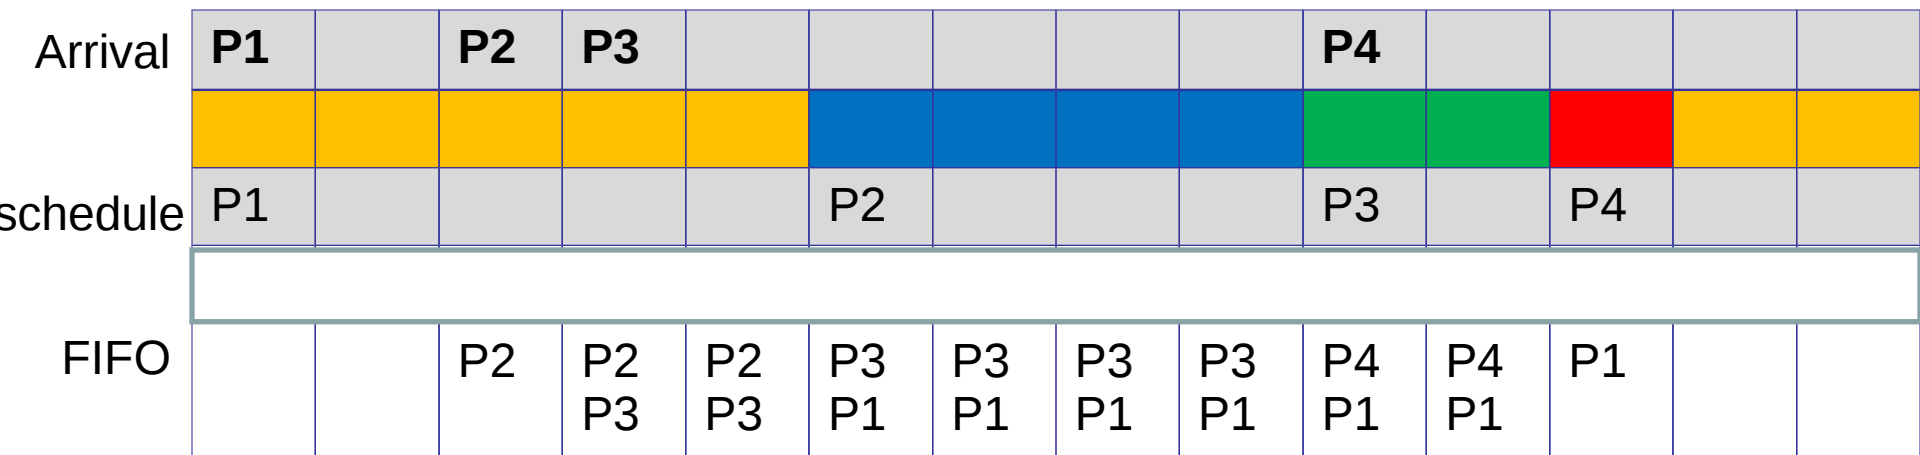 Arrival P1 P2 P3 P4
schedule P1 P2 P3 P4
FIFO P2 P2 P2 P3 P3 P3 P3 P4 P4 P1
P3 P3 P1 P1 P1 P1 P1 P1